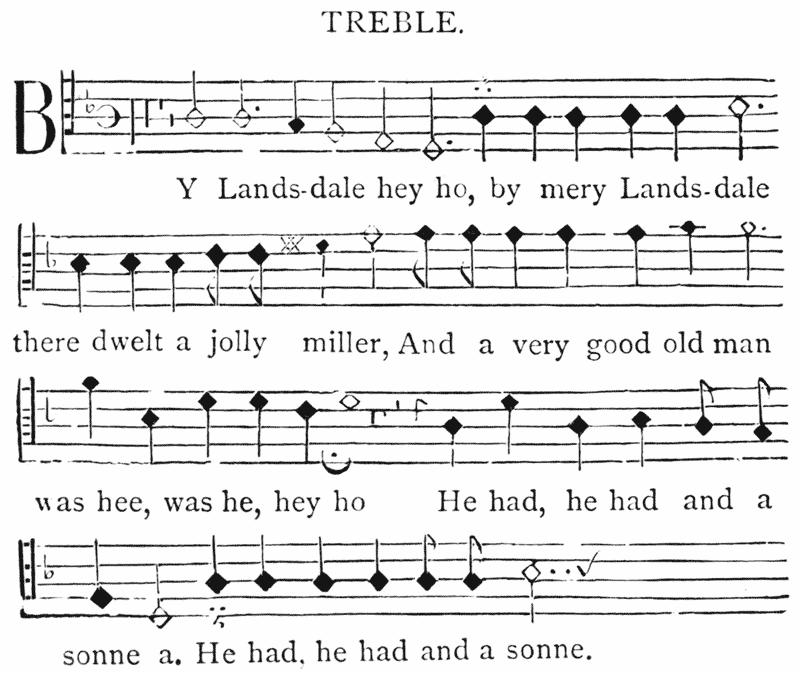 TREBLE.
BY Lands-dale hey ho, by mery Lands-dale
there dwelt a jolly miller, And a very good old man
was hee, was he, hey ho He had, he had and a
sonne a. He had, he had and a sonne.